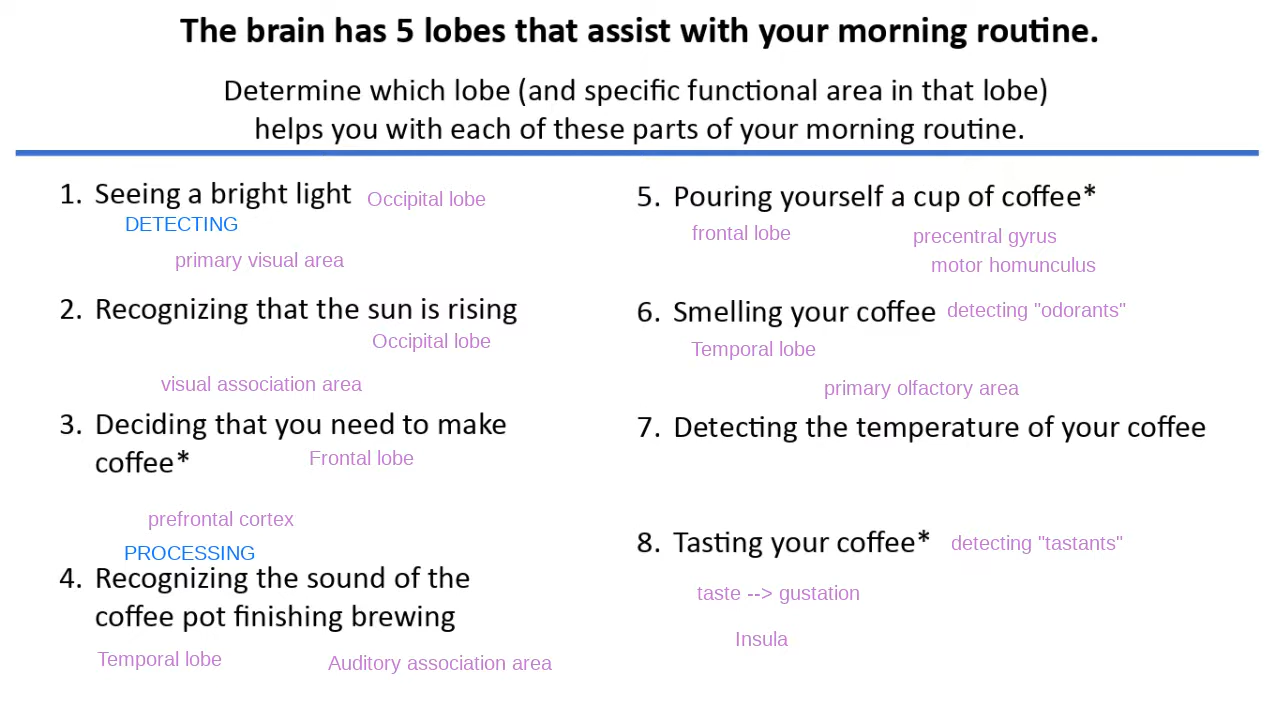 The brain has 5 lobes that assist with your morning routine.
Determine which lobe (and specific functional area in that lobe)
helps you with each of these parts of your morning routine.
1. Seeing a bright light Occipital lobe
DETECTING
primary visual area
2. Recognizing that the sun is rising
Occipital lobe
visual association area
3. Deciding that you need to make
coffee* Frontal lobe
prefrontal cortex
PROCESSING
4. Recognizing the sound of the
coffee pot finishing brewing
Temporal lobe Auditory association area
5. Pouring yourself a cup of coffee*
frontal lobe precentral gyrus
motor homunculus
6. Smelling your coffee detecting "odorants"
Temporal lobe
primary olfactory area
7. Detecting the temperature of your coffee
8. Tasting your coffee* detecting "tastants"
taste --> gustation
Insula